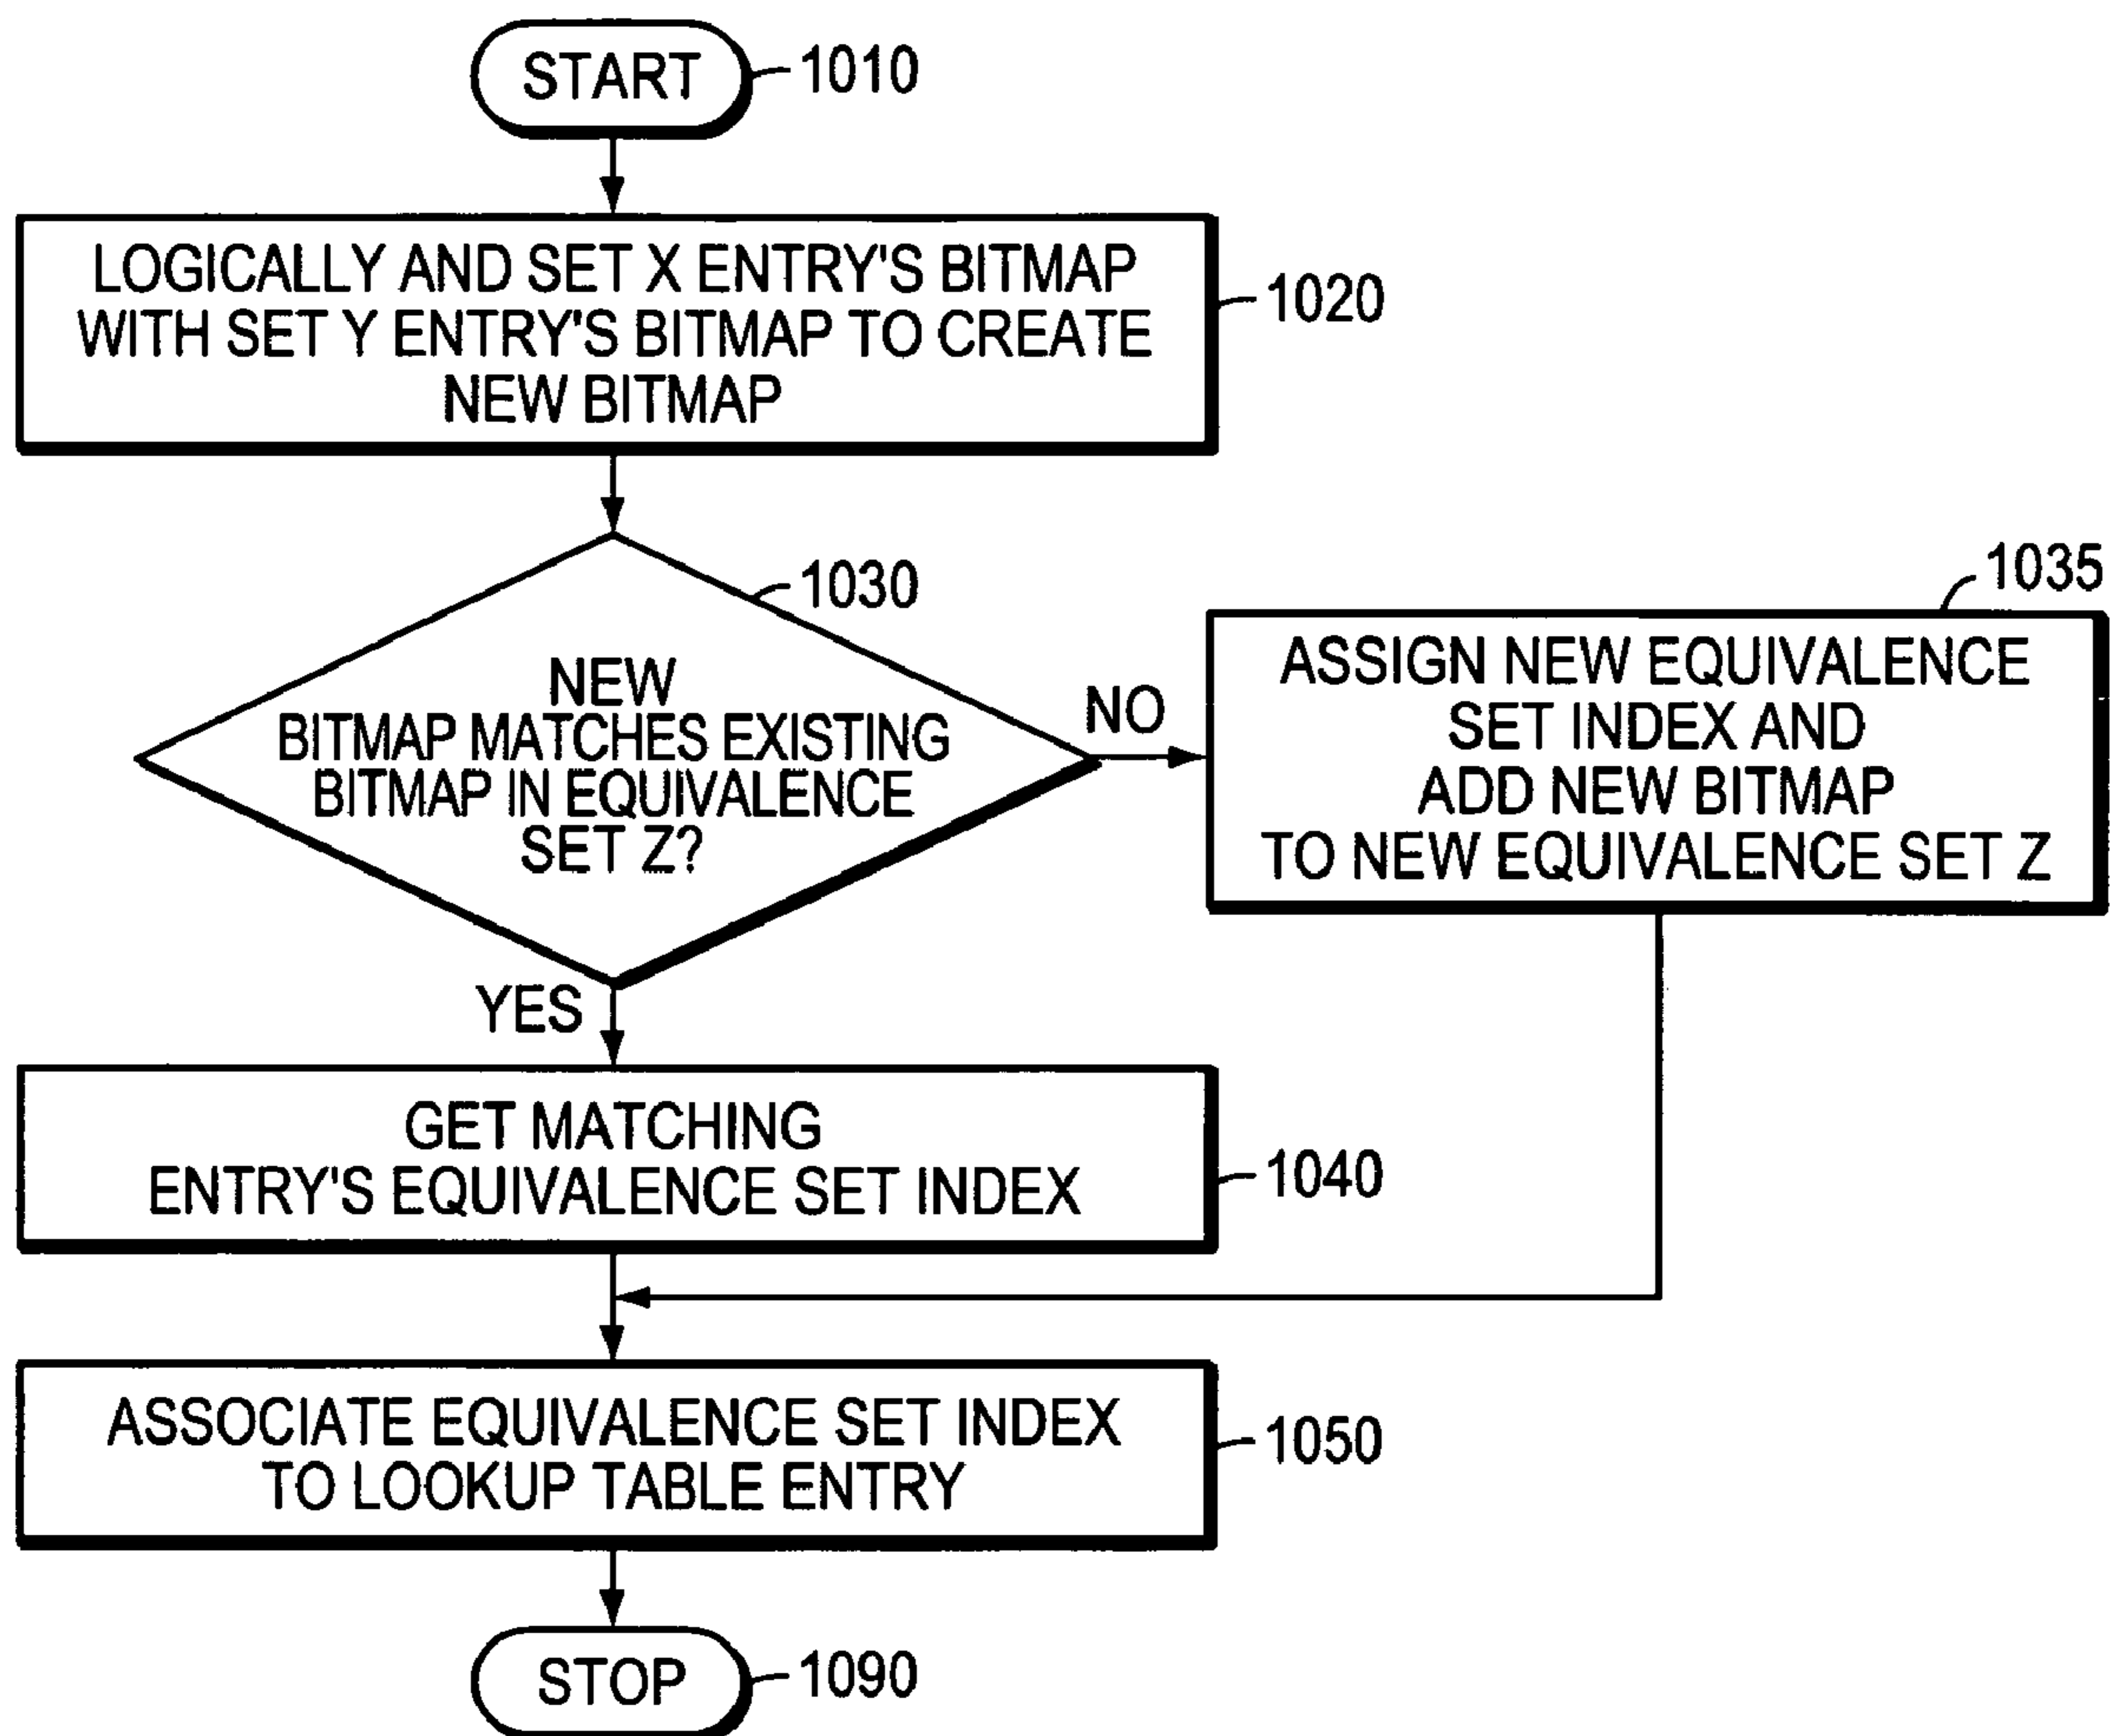 START
1010
LOGICALLY AND SET X ENTRY'S BITMAP
WITH SET Y ENTRY'S BITMAP TO CREATE
NEW BITMAP
1020
1030
NEW
BITMAP MATCHES EXISTING
BITMAP IN EQUIVALENCE
SET Z?
NO
1035
ASSIGN NEW EQUIVALENCE
SET INDEX AND
ADD NEW BITMAP
TO NEW EQUIVALENCE SET Z
YES
GET MATCHING
ENTRY'S EQUIVALENCE SET INDEX
1040
ASSOCIATE EQUIVALENCE SET INDEX
TO LOOKUP TABLE ENTRY
1050
STOP
1090